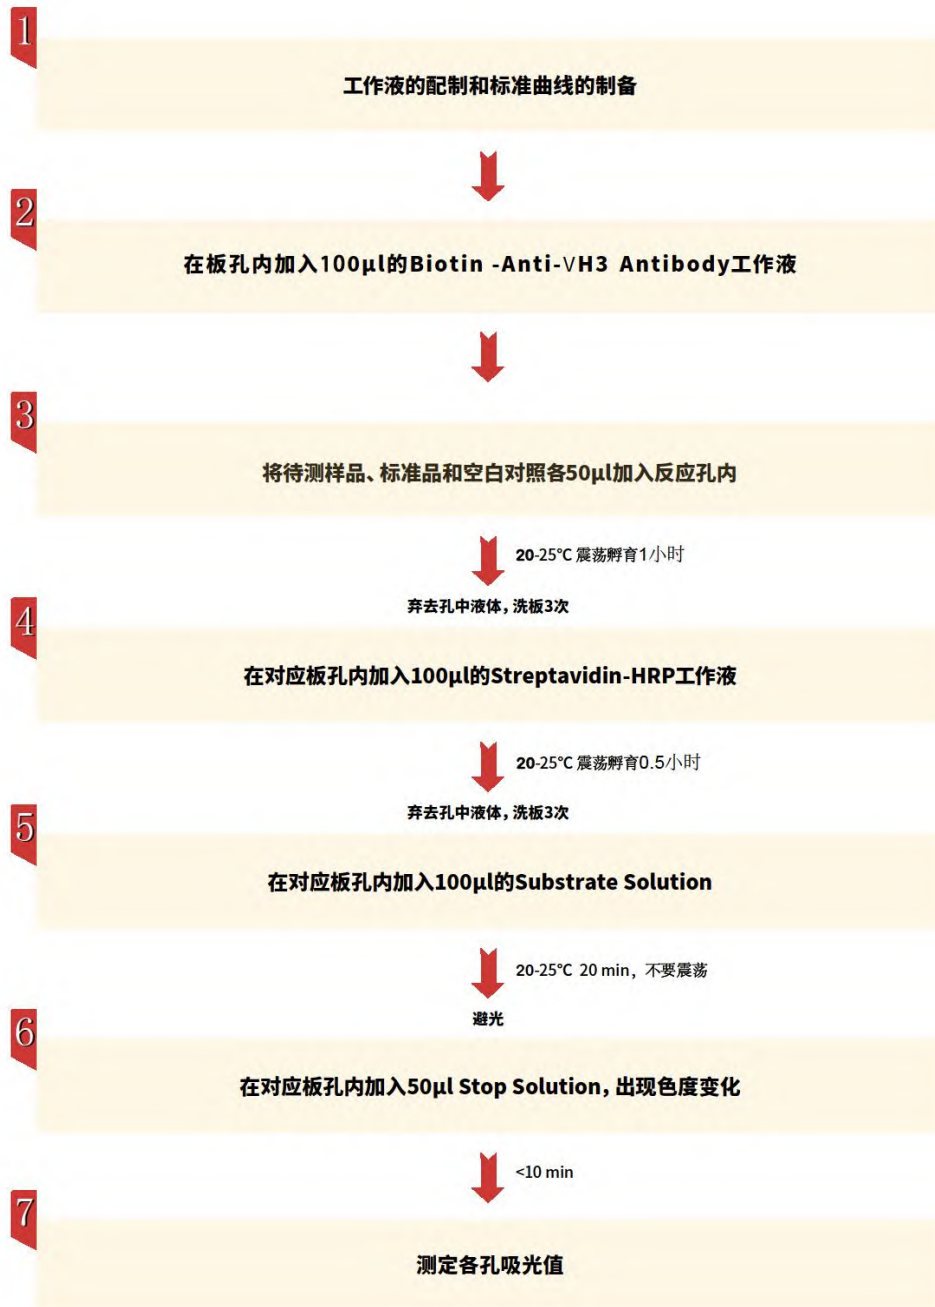 1
工作液的配制和标准曲线的制备
2
在板孔内加入100μl的Biotin -Anti-VH3 Antibody工作液
3
将待测样品、标准品和空白对照各50μl加入反应孔内
20-25°C 震荡孵育1小时
弃去孔中液体，洗板3次
4
在对应板孔内加入100μl的Streptavidin-HRP工作液
20-25°C 震荡孵育0.5小时
弃去孔中液体，洗板3次
5
在对应板孔内加入100μl的Substrate Solution
20-25°C 20 min，不要震荡
避光
6
在对应板孔内加入50μl Stop Solution，出现色度变化
<10 min
7
测定各孔吸光值